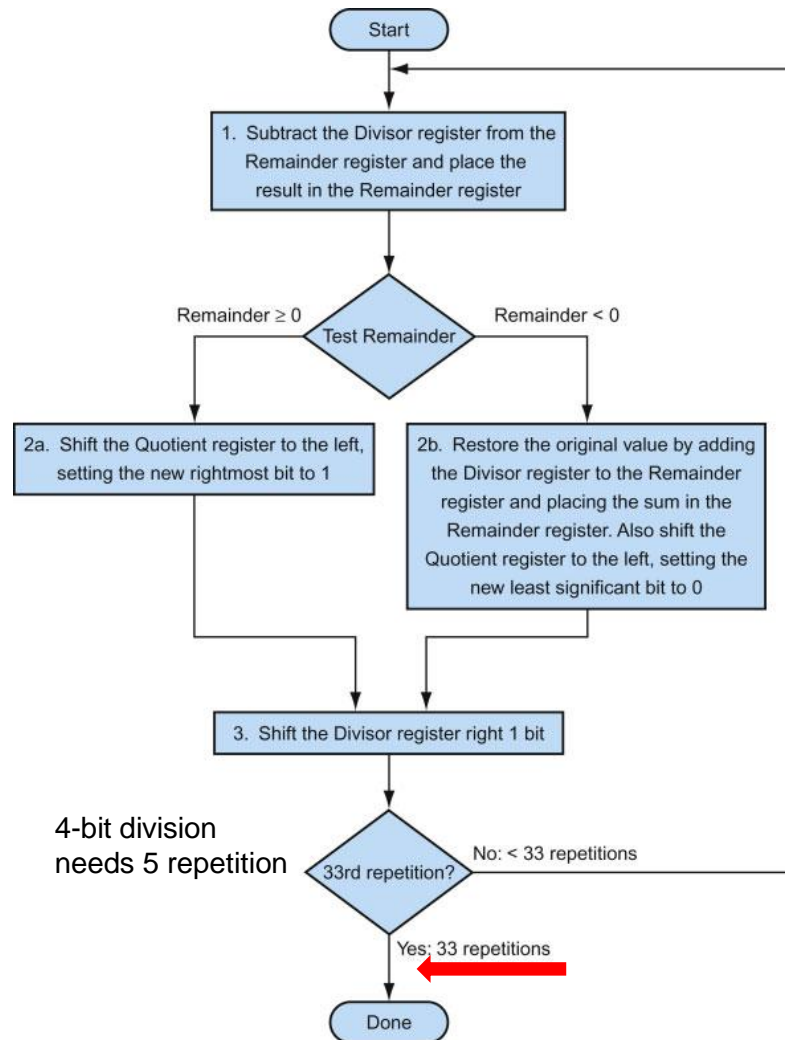 Start
1. Subtract the Divisor register from the
Remainder register and place the
result in the Remainder register
Remainder ≥ 0
Remainder < 0
Test Remainder
2a. Shift the Quotient register to the left,
setting the new rightmost bit to 1
2b. Restore the original value by adding
the Divisor register to the Remainder
register and placing the sum in the
Remainder register. Also shift the
Quotient register to the left, setting the
new least significant bit to 0
3. Shift the Divisor register right 1 bit
4-bit division
needs 5 repetition
33rd repetition?
No: < 33 repetitions
Yes: 33 repetitions
Done